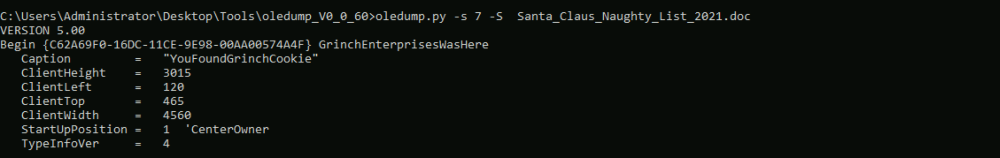 C:\Users\Administrator\Desktop\Tools\oledump_V0_0_60>oledump.py -s 7 -S  Santa_Claus_Naughty_List_2021.doc
VERSION 5.00
Begin {C62A69F0-16DC-11CE-9E98-00AA00574A4F} GrinchEnterprisesWasHere
   Caption         =   "YouFoundGrinchCookie"
   ClientHeight    =   3015
   ClientLeft      =   120
   ClientTop       =   465
   ClientWidth     =   4560
   StartUpPosition =   1  'CenterOwner
   TypeInfoVer     =   4